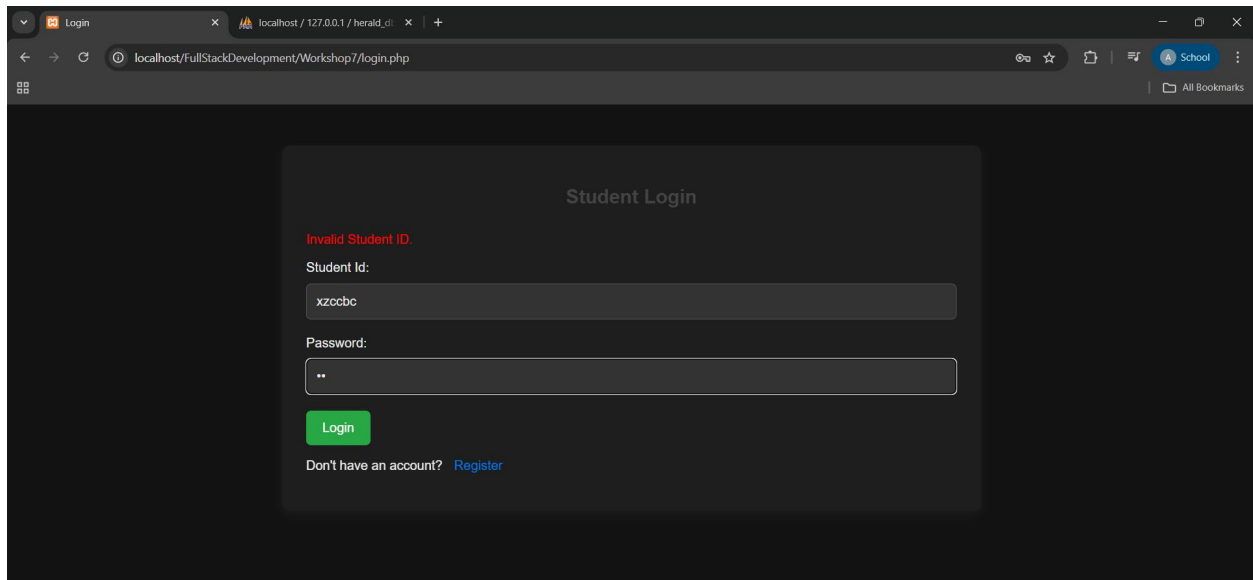 Login
localhost / 127.0.0.1 / herald_d
localhost/FullStackDevelopment/Workshop7/login.php
A School
All Bookmarks
Student Login
Invalid Student ID.
Student Id:
xzccbc
Password:
••
Login
Don't have an account? Register